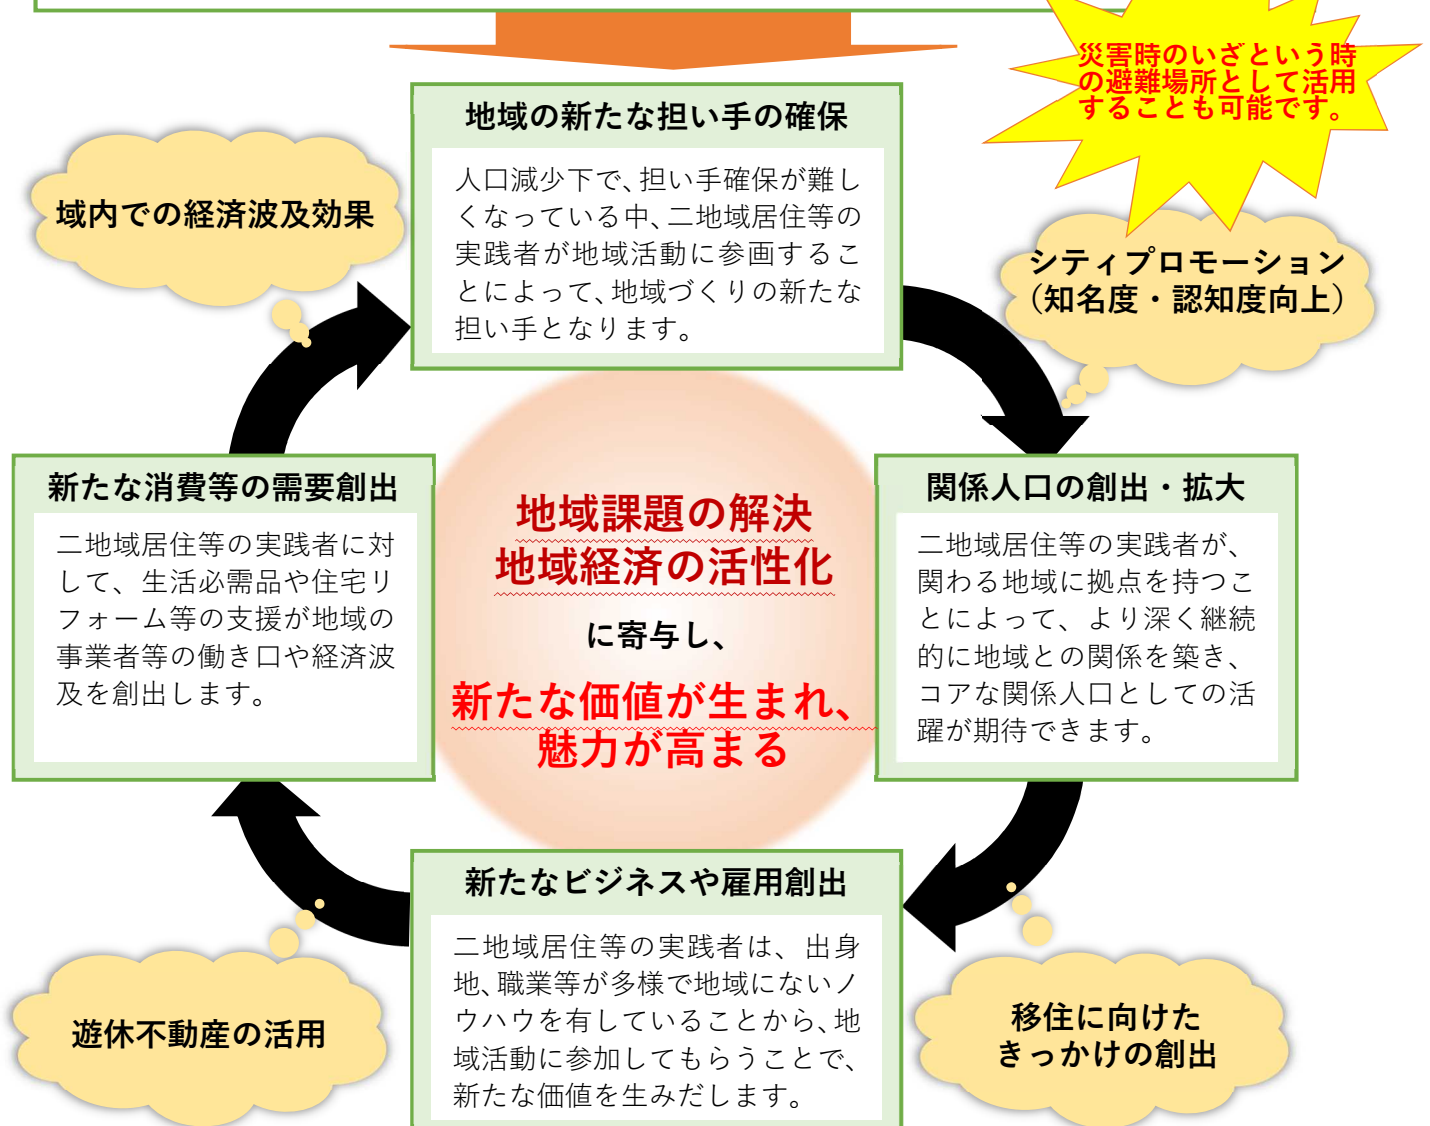 災害時のいざという時
の避難場所として活用
することも可能です。
地域の新たな担い手の確保
人口減少下で、担い手確保が難し
くなっている中、二地域居住等の
実践者が地域活動に参画するこ
とによって、地域づくりの新たな
担い手となります。
域内での経済波及効果
シティプロモーション
（知名度・認知度向上）
新たな消費等の需要創出
二地域居住等の実践者に対
して、生活必需品や住宅リ
フォーム等の支援が地域の
事業者等の働き口や経済波
及を創出します。
地域課題の解決
地域経済の活性化
に寄与し、
新たな価値が生まれ、
魅力が高まる
関係人口の創出・拡大
二地域居住等の実践者が、
関わる地域に拠点を持つこ
とによって、より深く継続
的に地域との関係を築き、
コアな関係人口としての活
躍が期待できます。
新たなビジネスや雇用創出
二地域居住等の実践者は、出身
地、職業等が多様で地域にないノ
ウハウを有していることから、地
域活動に参加してもらうことで、
新たな価値を生みだします。
遊休不動産の活用
移住に向けた
きっかけの創出